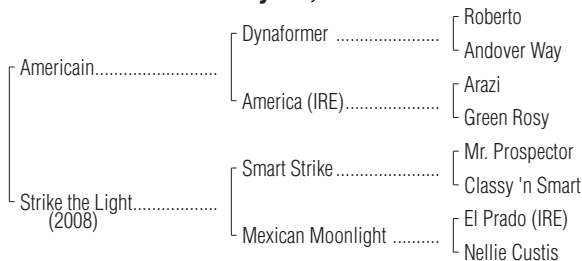 Roberto
Dynaformer ......................
Andover Way
Americain..........................
Arazi
America (IRE)....................
Green Rosy
Mr. Prospector
Smart Strike ......................
Classy 'n Smart
Strike the Light..................
(2008)
El Prado (IRE)
Mexican Moonlight ..........
Nellie Custis